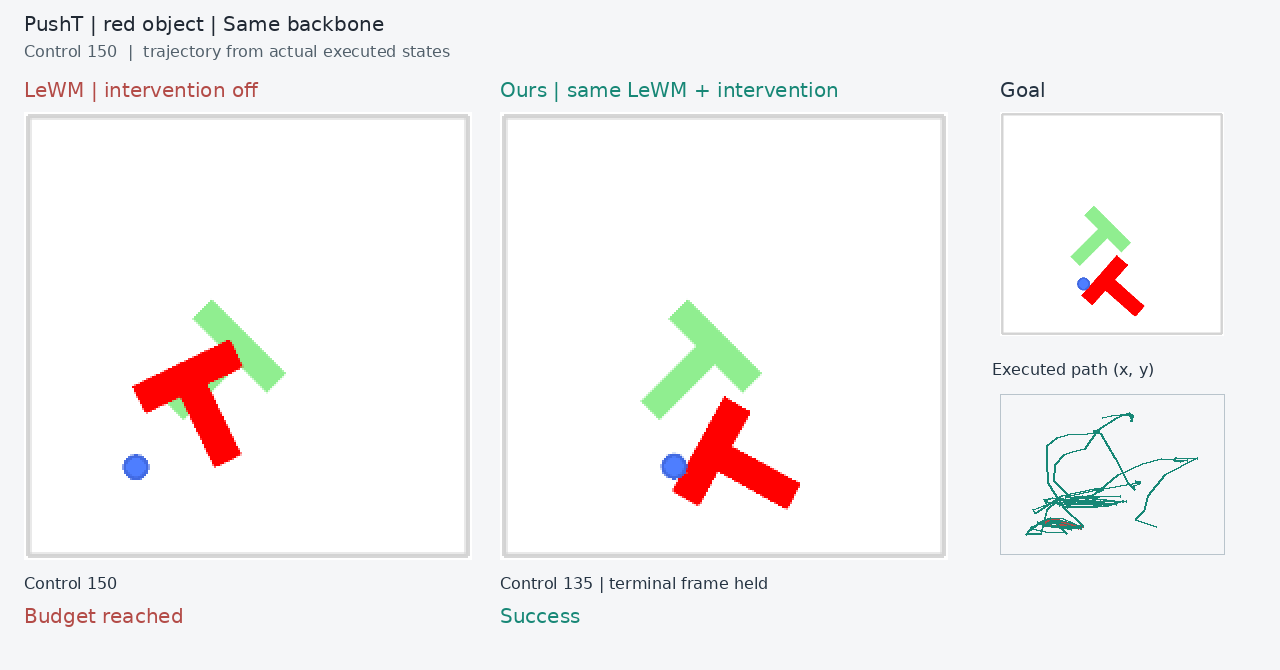 PushT | red object | Same backbone
Control 150 | trajectory from actual executed states
LeWM | intervention off
Ours | same LeWM + intervention
Goal
Executed path (x, y)
Control 150
Budget reached
Control 135 | terminal frame held
Success